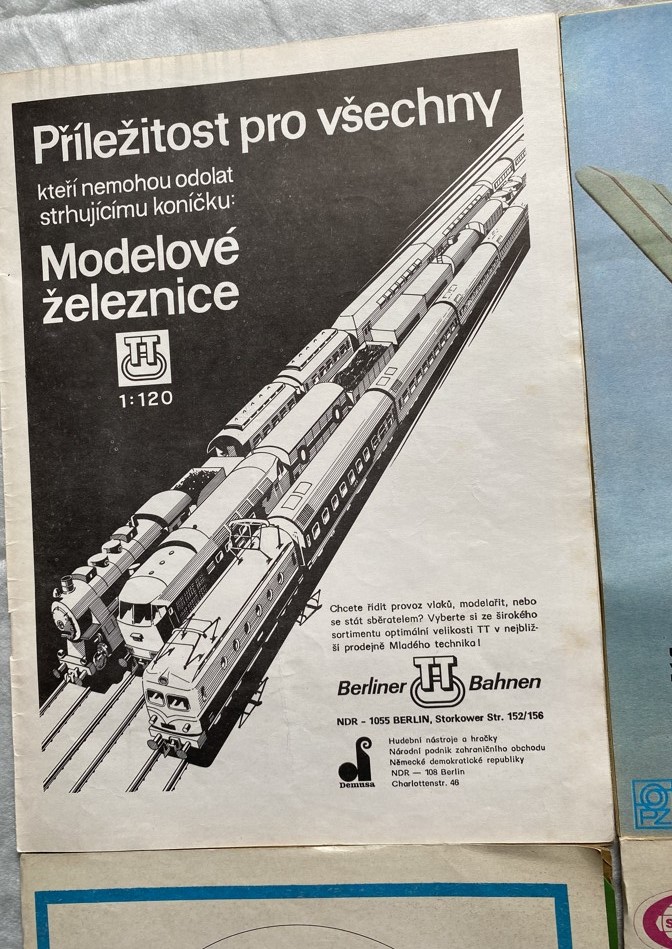 Příležitost pro všechny
kteří nemohou odolat
strhujícímu koníčku:
Modelové
železnice
TT
1:120
Chcete řídit provoz vlaků, modelařit, nebo
se stát sběratelem? Vyberte si ze širokého
sortimentu optimální velikosti TT v nejbliž-
ší prodejně Mladého technika!
Berliner TT Bahnen
NDR - 1055 BERLIN, Storkower Str. 152/156
Hudební nástroje a hračky
Národní podnik zahraničního obchodu
Německé demokratické republiky
NDR — 108 Berlin
Charlottenstr. 46
Demusa
PZ